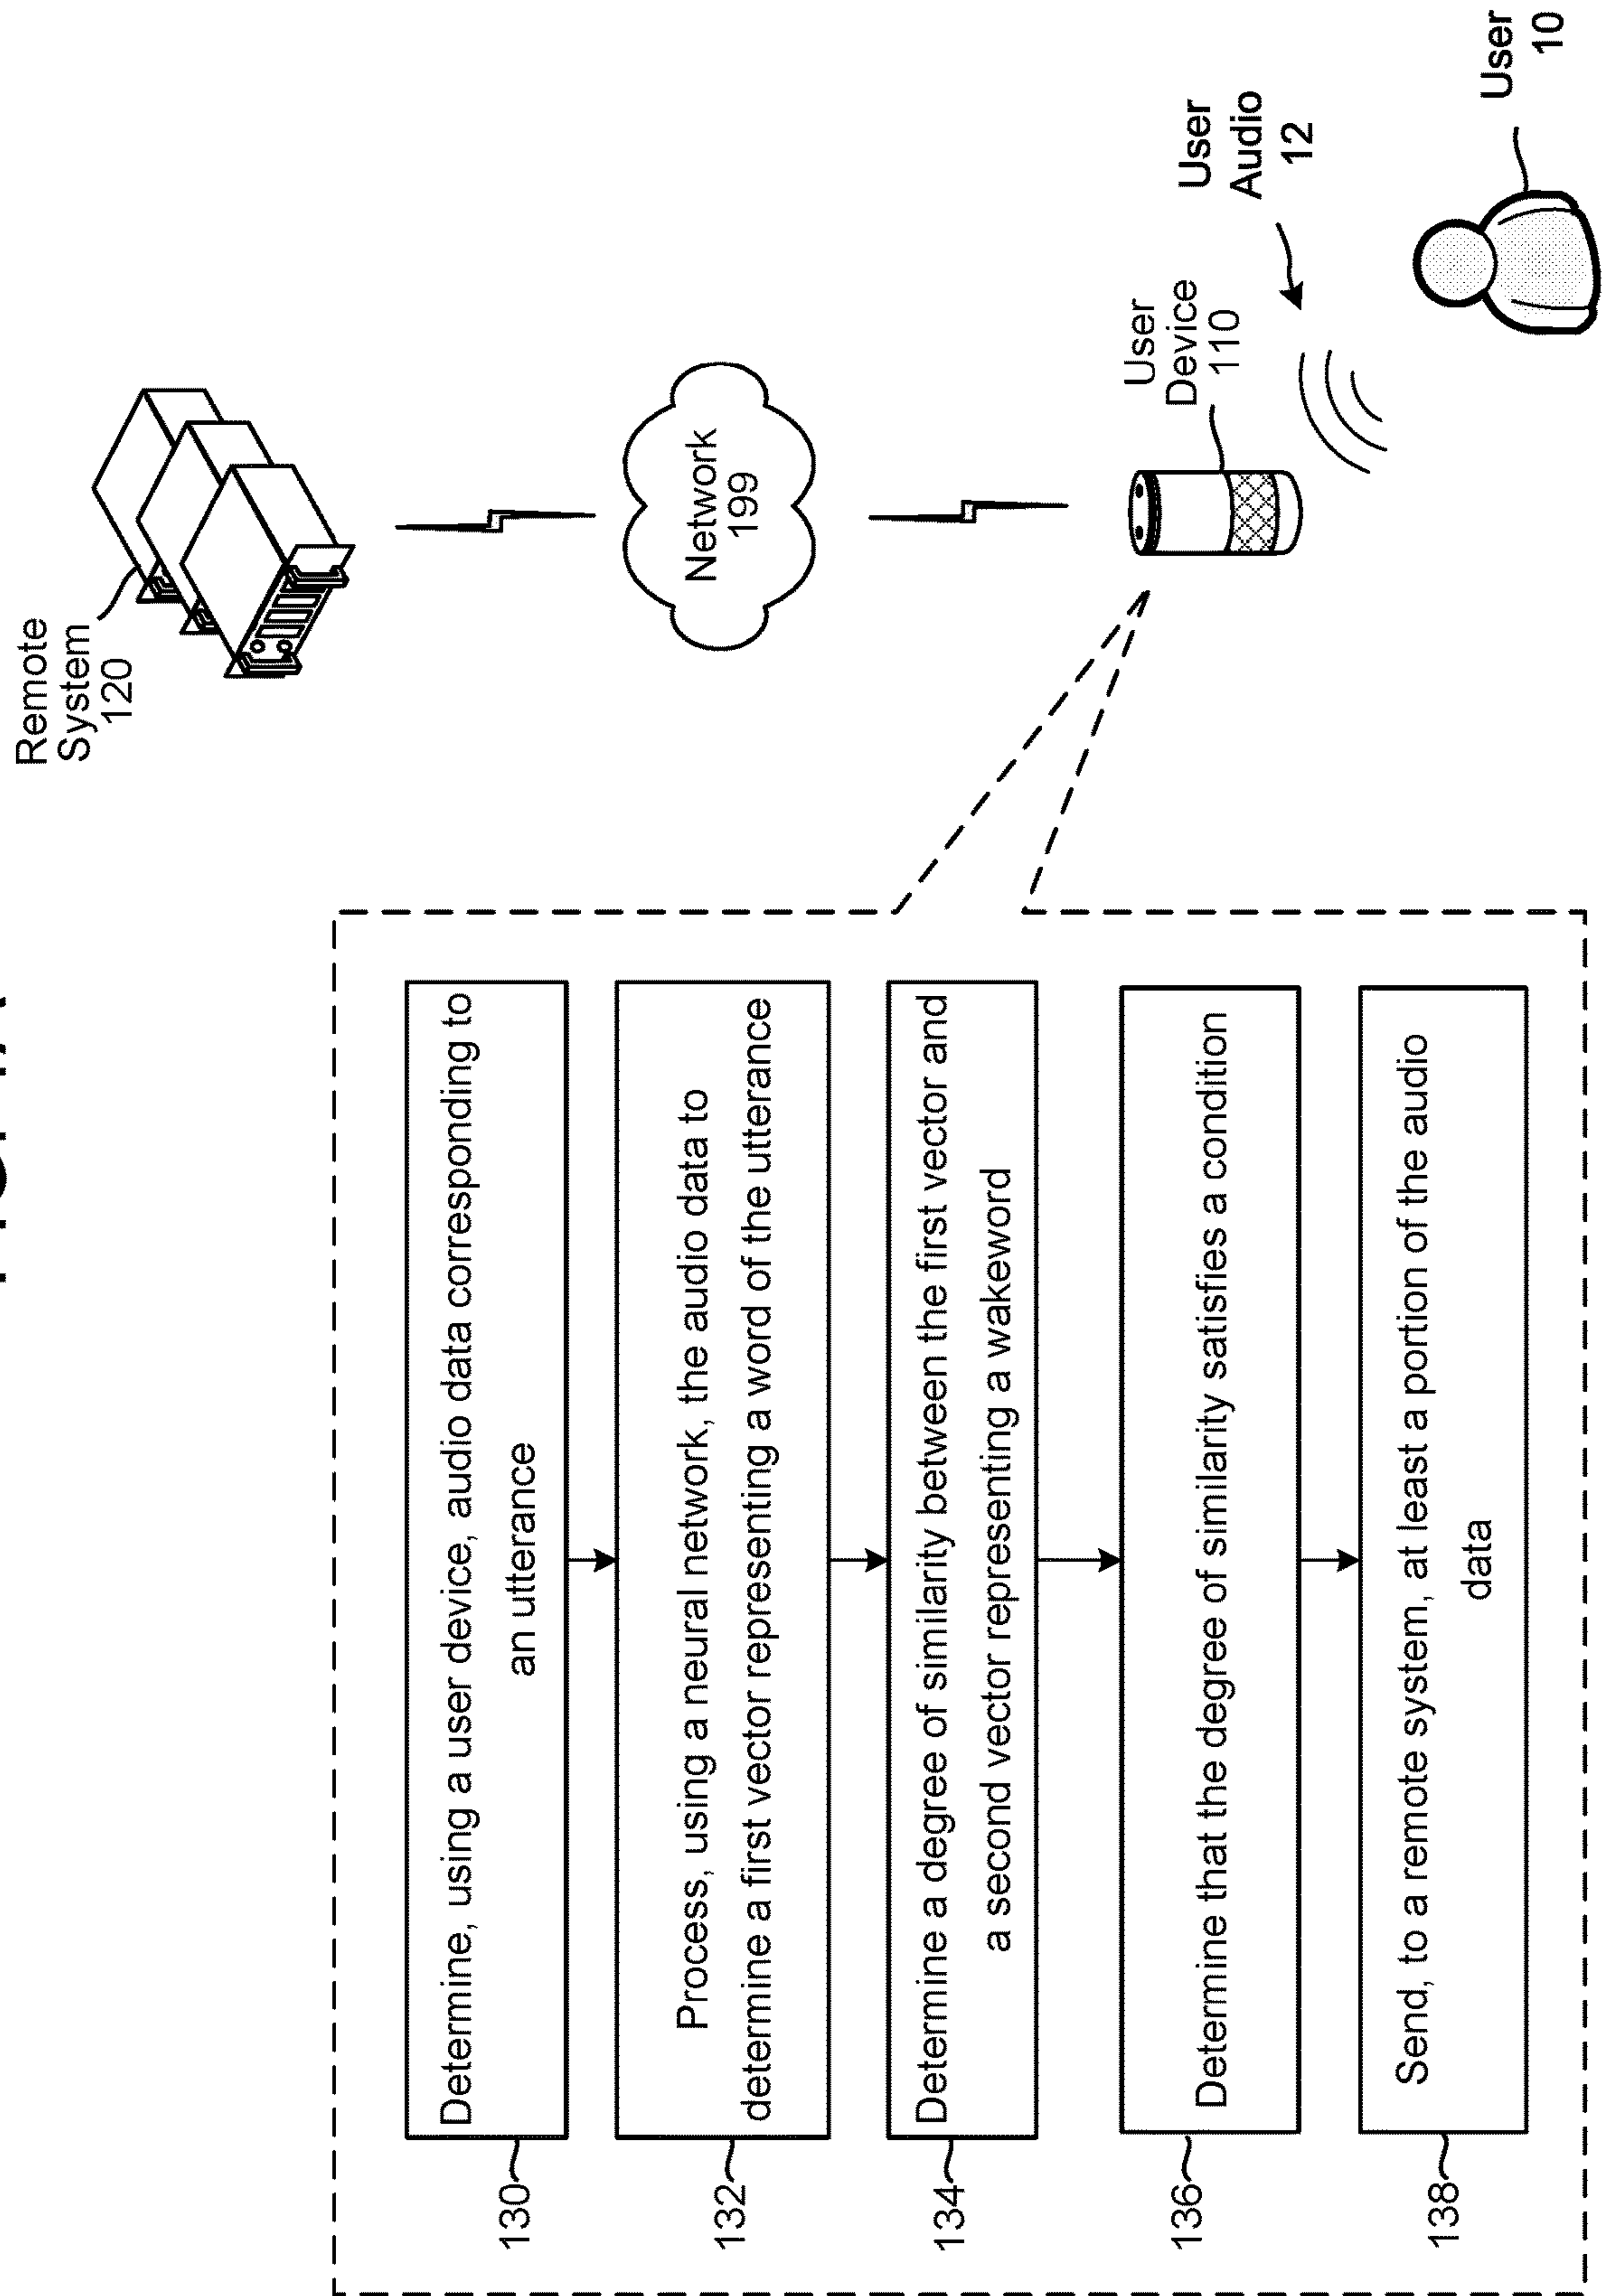 Remote
System
120
Network
199
User
Device
110
User
Audio
12
User
10
130
Determine, using a user device, audio data corresponding to
an utterance
132
Process, using a neural network, the audio data to
determine a first vector representing a word of the utterance
134
Determine a degree of similarity between the first vector and
a second vector representing a wakeword
136
Determine that the degree of similarity satisfies a condition
138
Send, to a remote system, at least a portion of the audio
data